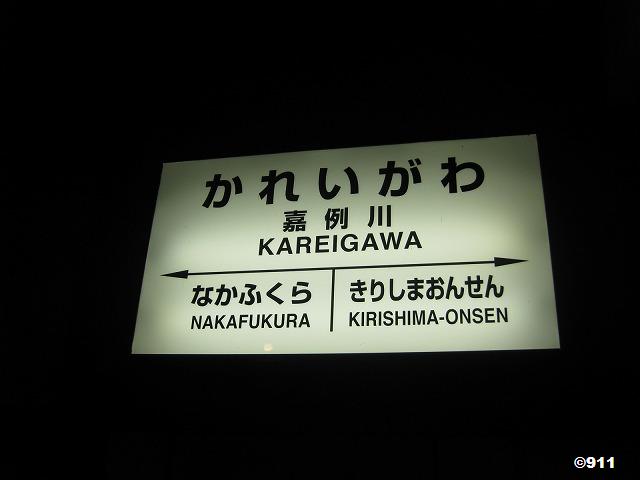 かれいがわ
嘉例川
KAREIGAWA
なかふくら
NAKAFUKURA
きりしまおんせん
KIRISHIMA-ONSEN
©911